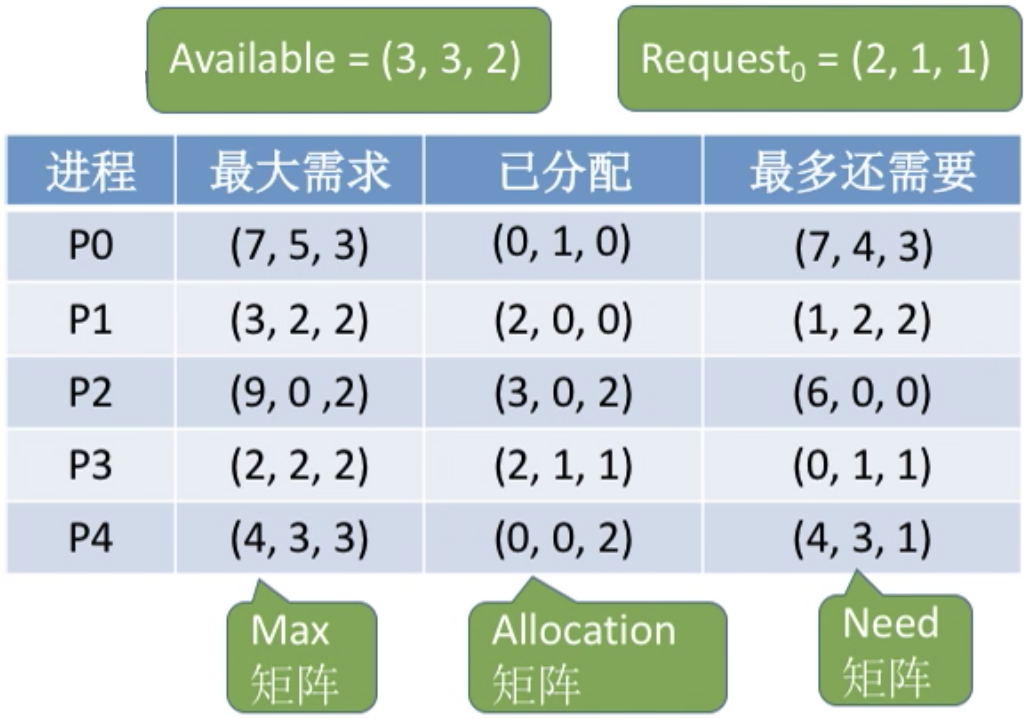 Available = (3, 3, 2) Request₀ = (2, 1, 1)
进程 最大需求 已分配 最多还需要
P0 (7, 5, 3) (0, 1, 0) (7, 4, 3)
P1 (3, 2, 2) (2, 0, 0) (1, 2, 2)
P2 (9, 0 ,2) (3, 0, 2) (6, 0, 0)
P3 (2, 2, 2) (2, 1, 1) (0, 1, 1)
P4 (4, 3, 3) (0, 0, 2) (4, 3, 1)
Max
矩阵
Allocation
矩阵
Need
矩阵